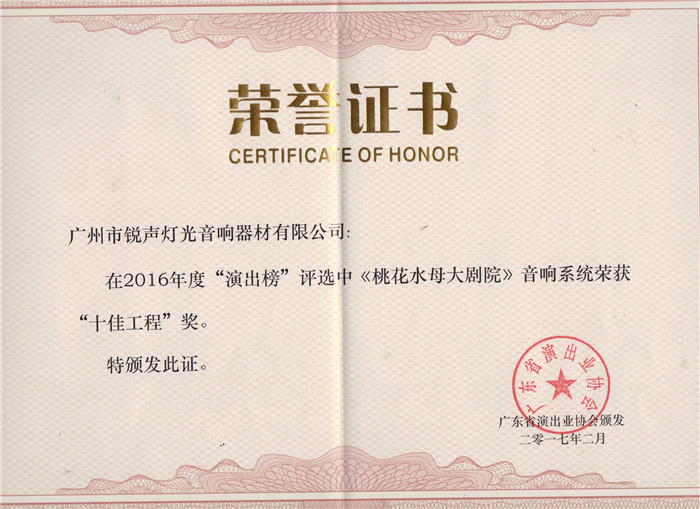 荣誉证书
CERTIFICATE OF HONOR
广州市锐声灯光音响器材有限公司:
在2016年度“演出榜”评选中《桃花水母大剧院》音响系统荣获
“十佳工程”奖。
特颁发此证。
广东省演出业协会
广东省演出业协会颁发
二零一七年二月